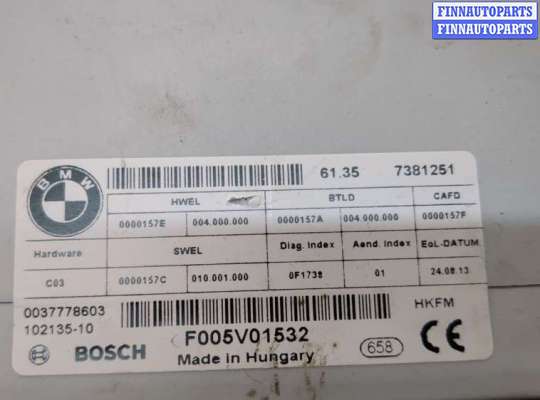 FINNAUTOPARTS
FINNAUTOPARTS
BMW
61.35 7381251
HWEL BTLD CAFD
0000157E 004.000.000 0000157A 004.000.000 0000157F
Hardware SWEL Diag. Index Aend. Index EoL-DATUM
C03 0000157C 010.001.000 0F1738 01 24.08.13
0037778603 HKFM
102135-10
BOSCH F005V01532 658 CE
Made in Hungary